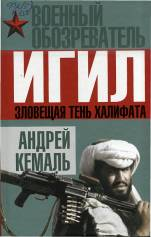 ВОЕННЫЙ
ОБОЗРЕВАТЕЛЬ
ИГИЛ
ЗЛОВЕЩАЯ ТЕНЬ ХАЛИФАТА
АНДРЕЙ
КЕМАЛЬ